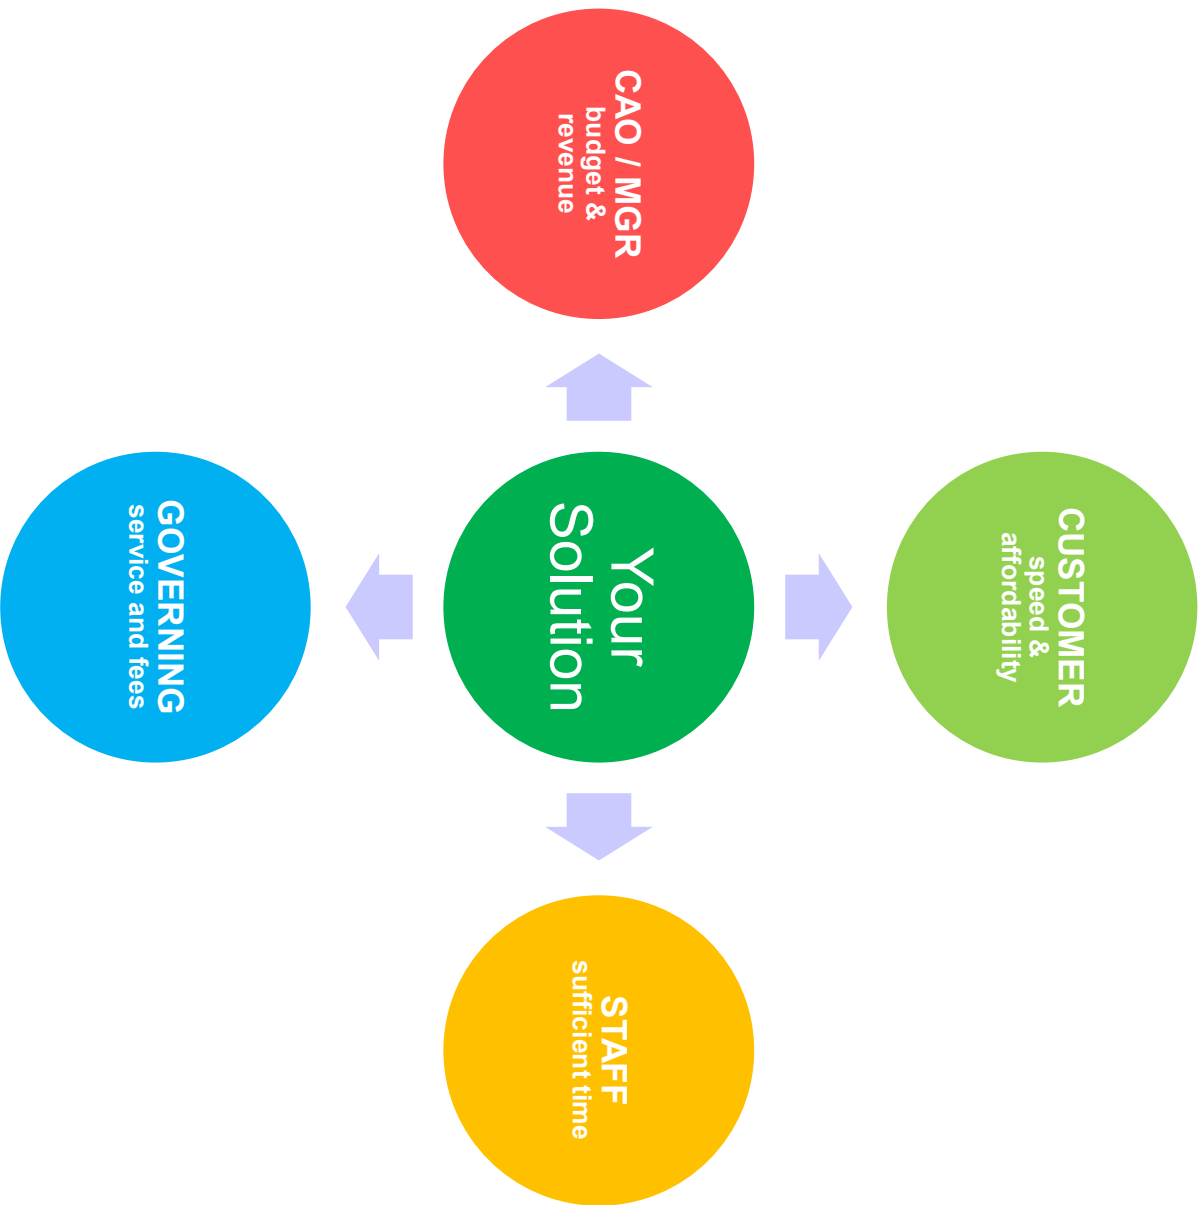 CUSTOMER
speed &
affordability
CAO / MGR
budget &
revenue
Your
Solution
STAFF
sufficient time
GOVERNING
service and fees